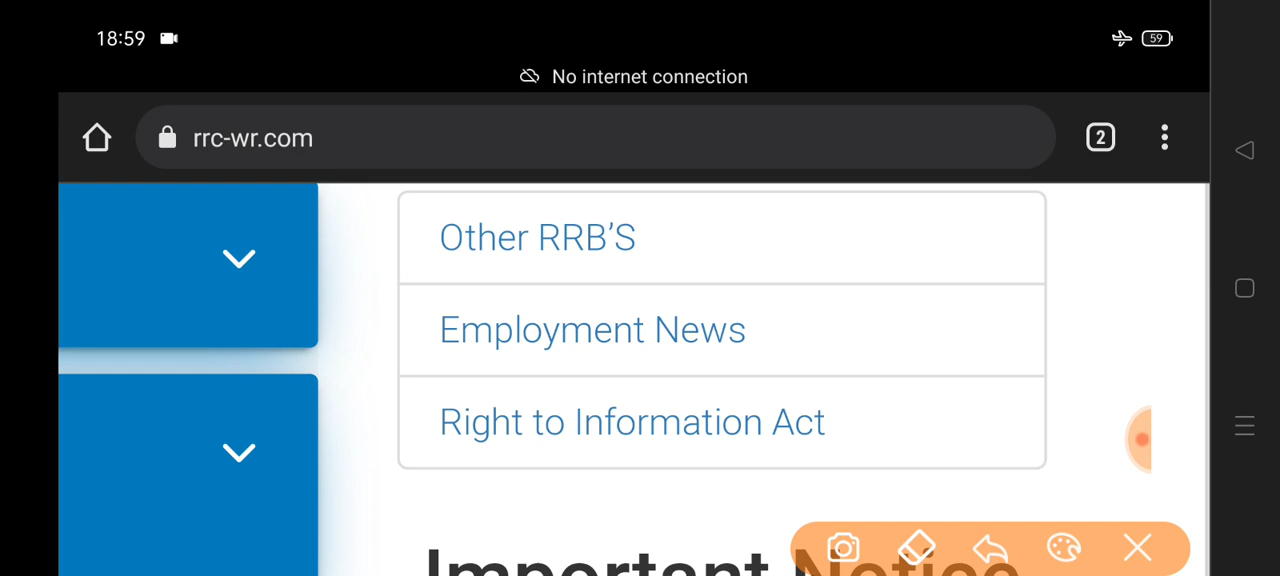 18:59
59
No internet connection
rrc-wr.com
2
Other RRB'S
Employment News
Right to Information Act
Important Notice